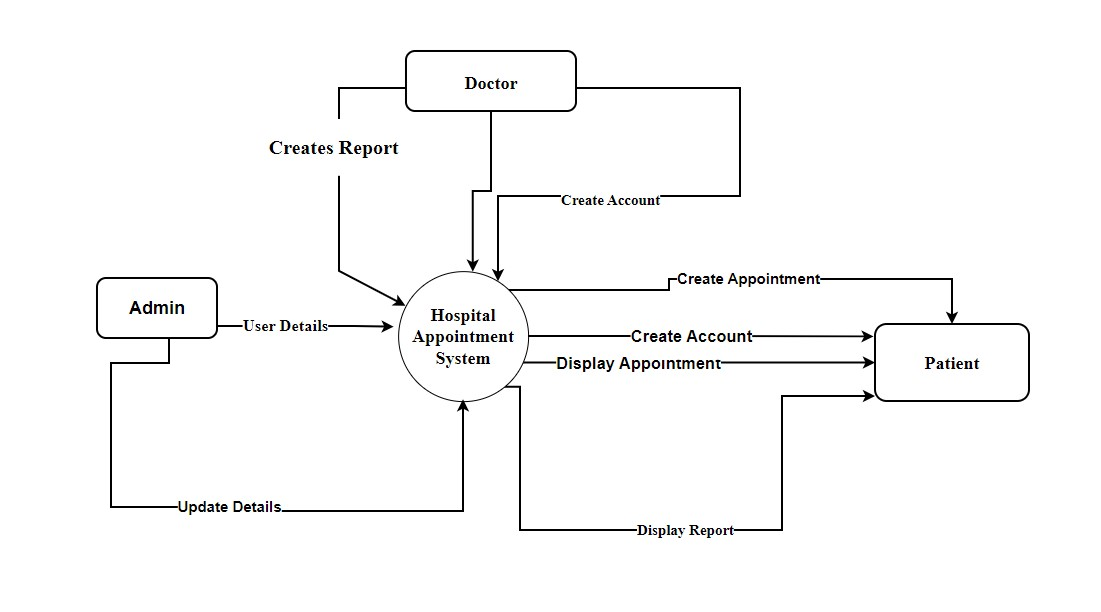 Doctor
Creates Report
Create Account
Create Appointment
Admin
User Details
Hospital
Appointment
System
Create Account
Display Appointment
Patient
Update Details
Display Report